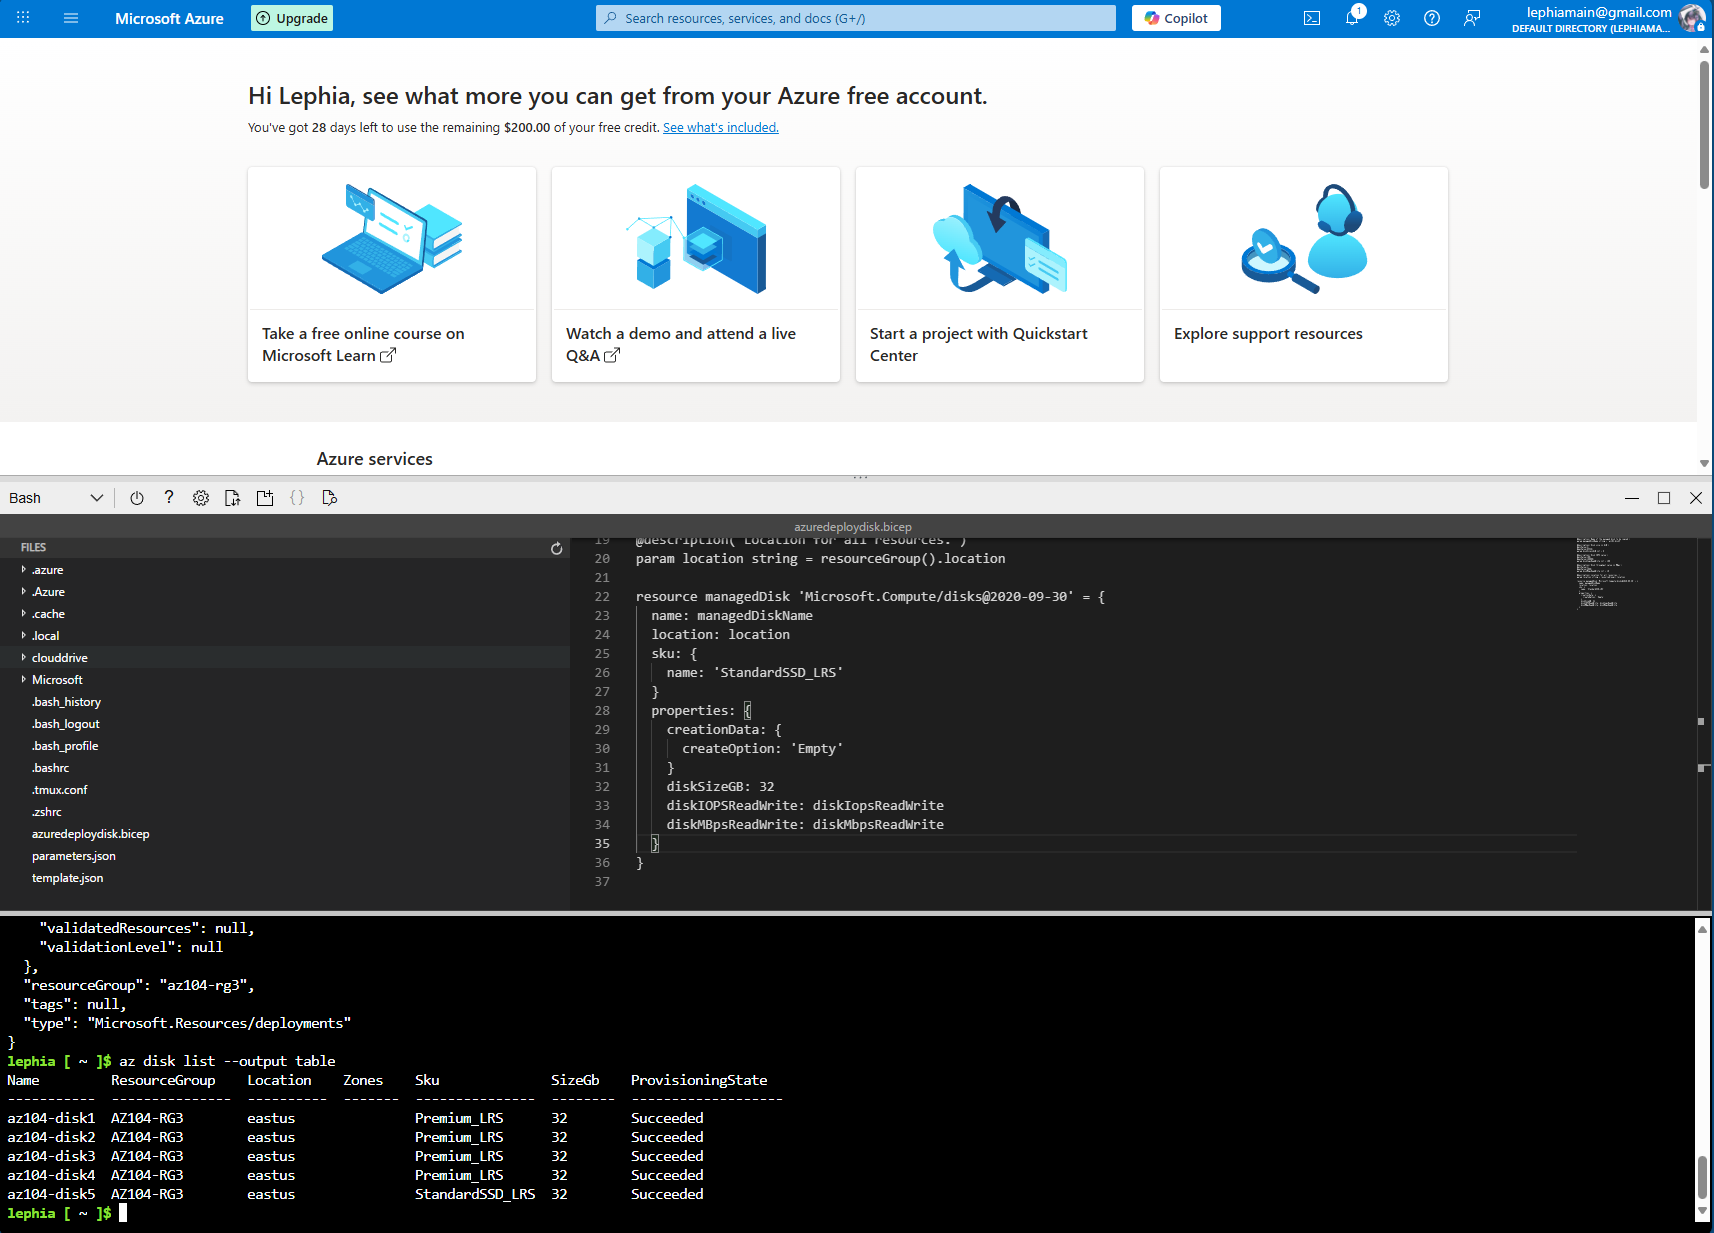 Microsoft Azure
Upgrade
Search resources, services, and docs (G+/)
Copilot
1
lephiamain@gmail.com
DEFAULT DIRECTORY (LEPHIAMA...
Hi Lephia, see what more you can get from your Azure free account.
You've got 28 days left to use the remaining $200.00 of your free credit. See what's included.
Take a free online course on
Microsoft Learn
Watch a demo and attend a live
Q&A
Start a project with Quickstart
Center
Explore support resources
Azure services
Bash
?
{}
azuredeploydisk.bicep
FILES
.azure
.Azure
.cache
.local
clouddrive
Microsoft
.bash_history
.bash_logout
.bash_profile
.bashrc
.tmux.conf
.zshrc
azuredeploydisk.bicep
parameters.json
template.json
19 @description('Location for all resources.')
20 param location string = resourceGroup().location
21
22 resource managedDisk 'Microsoft.Compute/disks@2020-09-30' = {
23   name: managedDiskName
24   location: location
25   sku: {
26     name: 'StandardSSD_LRS'
27   }
28   properties: {
29     creationData: {
30       createOption: 'Empty'
31     }
32     diskSizeGB: 32
33     diskIOPSReadWrite: diskIopsReadWrite
34     diskMBpsReadWrite: diskMbpsReadWrite
35   }
36 }
37
    "validatedResources": null,
    "validationLevel": null
  },
  "resourceGroup": "az104-rg3",
  "tags": null,
  "type": "Microsoft.Resources/deployments"
}
lephia [ ~ ]$ az disk list --output table
Name         ResourceGroup    Location    Zones    Sku              SizeGb    ProvisioningState
-----------  ---------------  ----------  -------  ---------------  --------  -------------------
az104-disk1  AZ104-RG3        eastus               Premium_LRS      32        Succeeded
az104-disk2  AZ104-RG3        eastus               Premium_LRS      32        Succeeded
az104-disk3  AZ104-RG3        eastus               Premium_LRS      32        Succeeded
az104-disk4  AZ104-RG3        eastus               Premium_LRS      32        Succeeded
az104-disk5  AZ104-RG3        eastus               StandardSSD_LRS  32        Succeeded
lephia [ ~ ]$